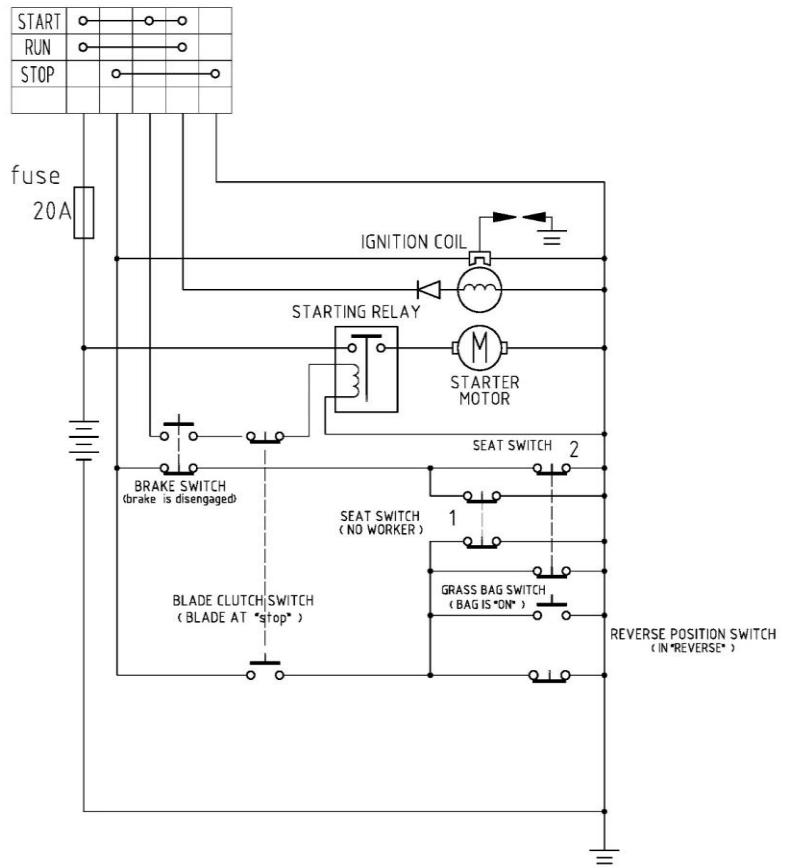 START
RUN
STOP
fuse
20A
IGNITION COIL
STARTING RELAY
M
STARTER
MOTOR
SEAT SWITCH 2
BRAKE SWITCH
(brake is disengaged)
SEAT SWITCH 1
( NO WORKER )
GRASS BAG SWITCH
( BAG IS "ON" )
BLADE CLUTCH SWITCH
( BLADE AT "stop" )
REVERSE POSITION SWITCH
( IN "REVERSE" )